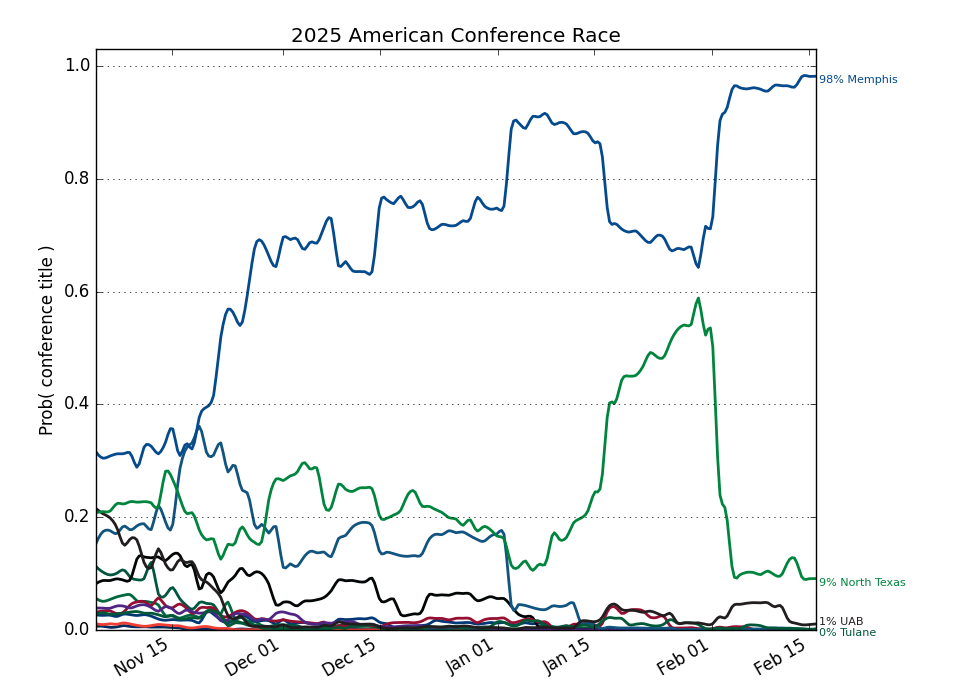 2025 American Conference Race
Prob( conference title )
1.0
0.8
0.6
0.4
0.2
0.0
98% Memphis
9% North Texas
1% UAB
0% Tulane
Nov 15
Dec 01
Dec 15
Jan 01
Jan 15
Feb 01
Feb 15